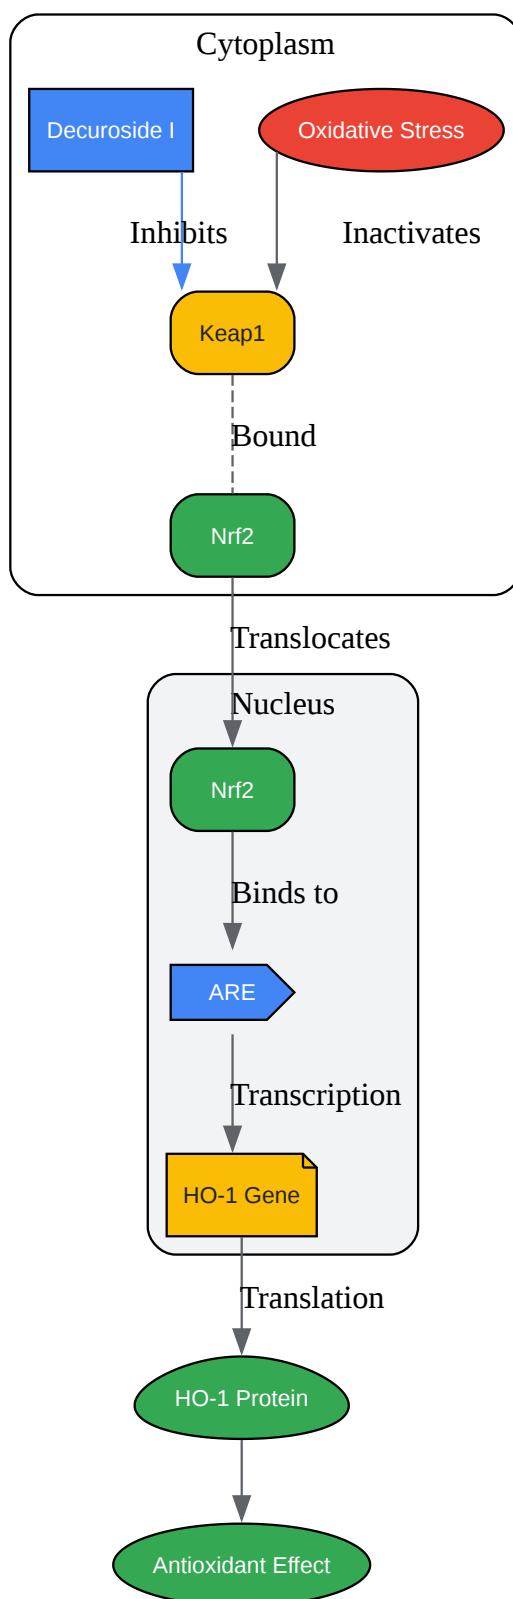 Cytoplasm
Decuroside I
Oxidative Stress
Inhibits
Inactivates
Keap1
Bound
Nrf2
Translocates
Nucleus
Nrf2
Binds to
ARE
Transcription
HO-1 Gene
Translation
HO-1 Protein
Antioxidant Effect